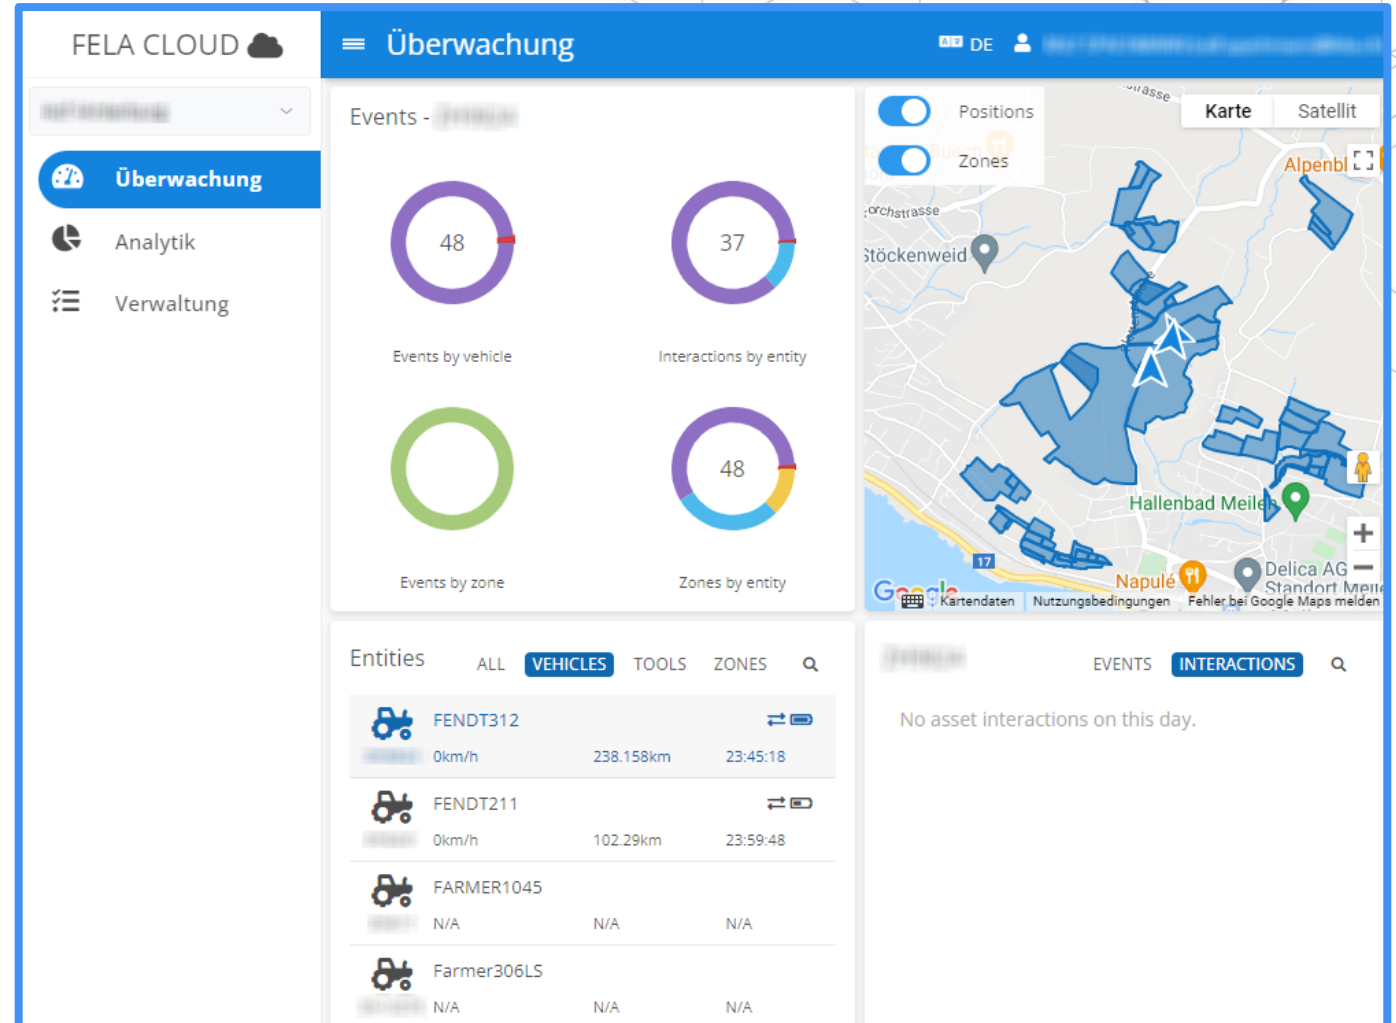 FELA CLOUD
Überwachung
DE
Überwachung
Analytik
Verwaltung
Events -
48
Events by vehicle
37
Interactions by entity
Events by zone
48
Zones by entity
Positions
Zones
Karte
Satellit
Stöckenweid
Hallenbad Meilen
17
Napulé
Delica AG
Standort
Google
Kartendaten
Nutzungsbedingungen
Fehler bei Google Maps melden
Entities
ALL
VEHICLES
TOOLS
ZONES
FENDT312
0km/h
238.158km
23:45:18
FENDT211
0km/h
102.29km
23:59:48
FARMER1045
N/A
N/A
N/A
Farmer306LS
N/A
N/A
N/A
EVENTS
INTERACTIONS
No asset interactions on this day.